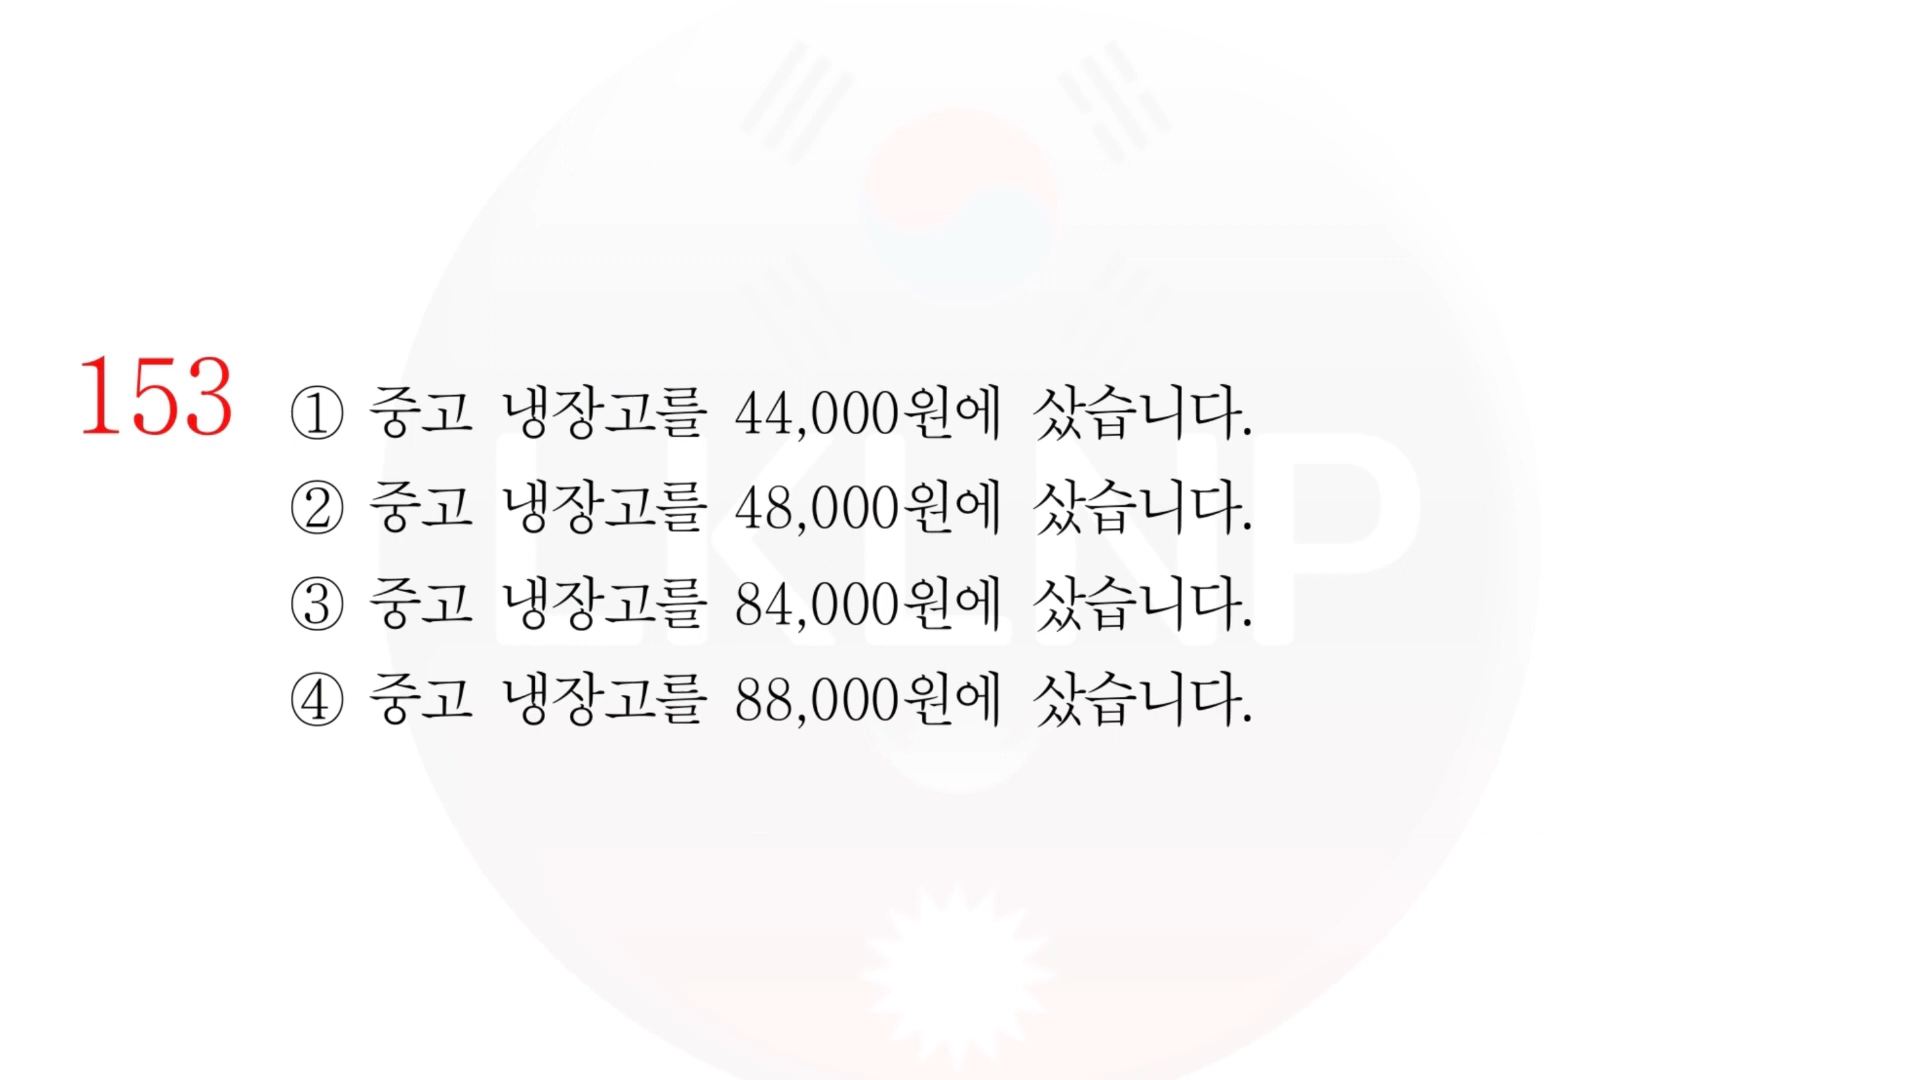 153 ① 중고 냉장고를 44,000원에 샀습니다.
② 중고 냉장고를 48,000원에 샀습니다.
③ 중고 냉장고를 84,000원에 샀습니다.
④ 중고 냉장고를 88,000원에 샀습니다.
LKLNP